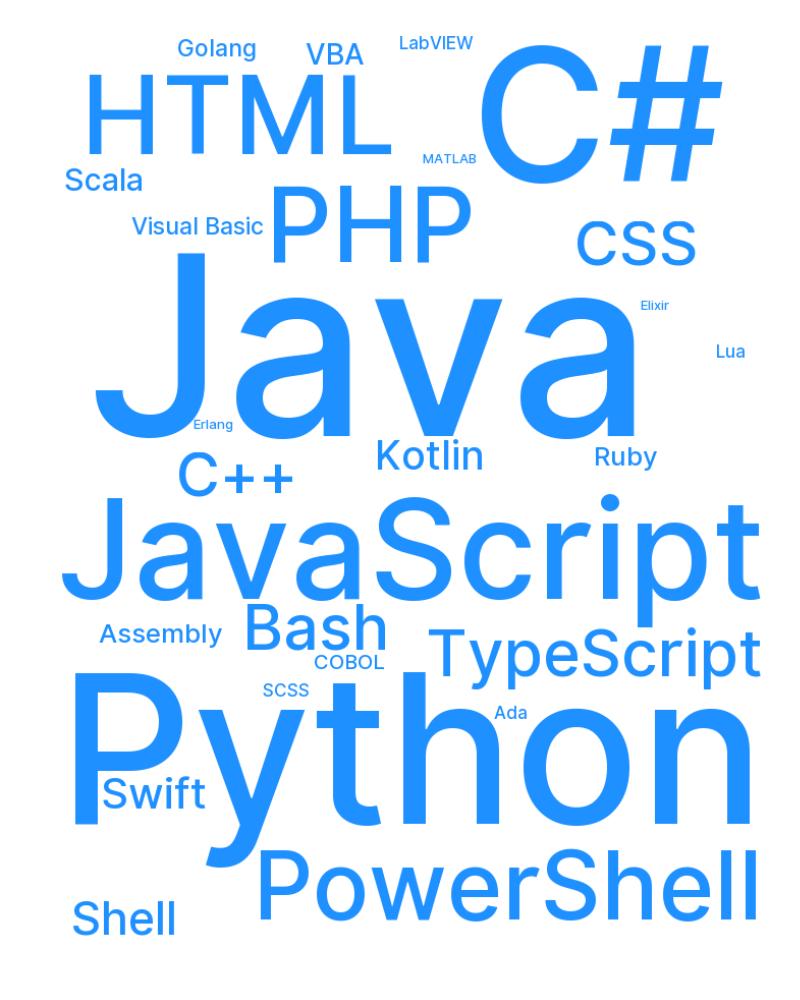 Golang
VBA
LabVIEW
HTML
C#
MATLAB
Scala
PHP
Visual Basic
CSS
Java
Elixir
Lua
Erlang
Kotlin
Ruby
C++
JavaScript
Bash
Assembly
TypeScript
COBOL
SCSS
Ada
Python
Swift
PowerShell
Shell